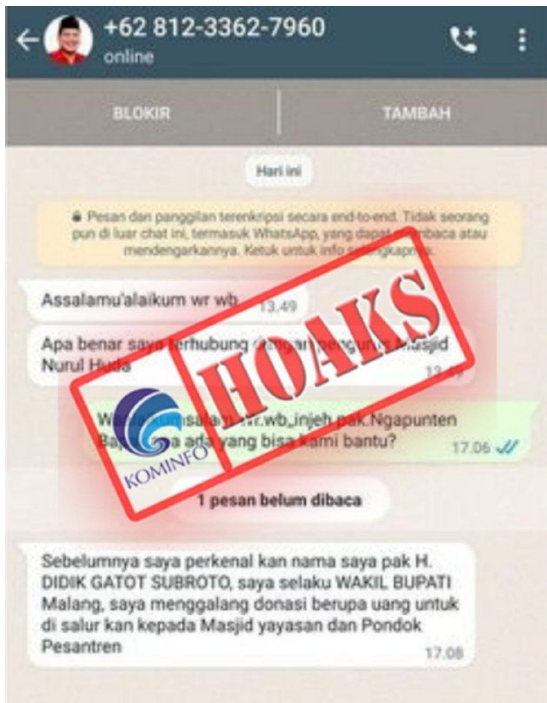 +62 812-3362-7960
online
BLOKIR
TAMBAH
Hari ini
Pesan dan panggilan terenkripsi secara end-to-end. Tidak seorang
pun di luar chat ini, termasuk WhatsApp, yang dapat membaca atau
mendengarkannya. Ketuk untuk info selengkapnya.
Assalamu'alaikum wr wb 13.49
Apa benar saya terhubung dengan pengurus Masjid
Nurul Huda 13.49
HOAKS
KOMINFO
Wr.wb,,injeh pak.Ngapunten
ada yang bisa kami bantu? 17.06
1 pesan belum dibaca
Sebelumnya saya perkenal kan nama saya pak H.
DIDIK GATOT SUBROTO, saya selaku WAKIL BUPATI
Malang, saya menggalang donasi berupa uang untuk
di salur kan kepada Masjid yayasan dan Pondok
Pesantren 17.08